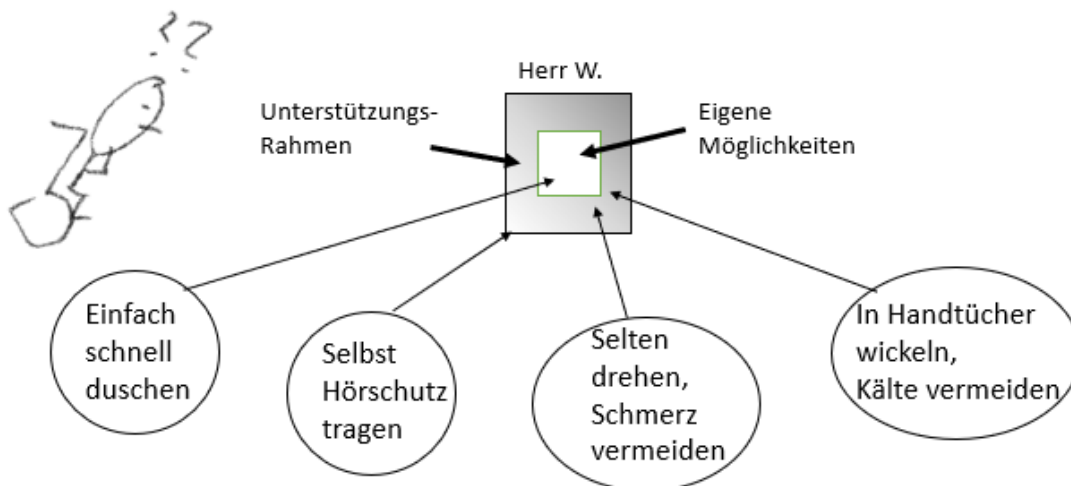 ??
Herr W.
Unterstützungs-
Rahmen
Eigene
Möglichkeiten
Einfach
schnell
duschen
Selbst
Hörschutz
tragen
Selten
drehen,
Schmerz
vermeiden
In Handtücher
wickeln,
Kälte vermeiden